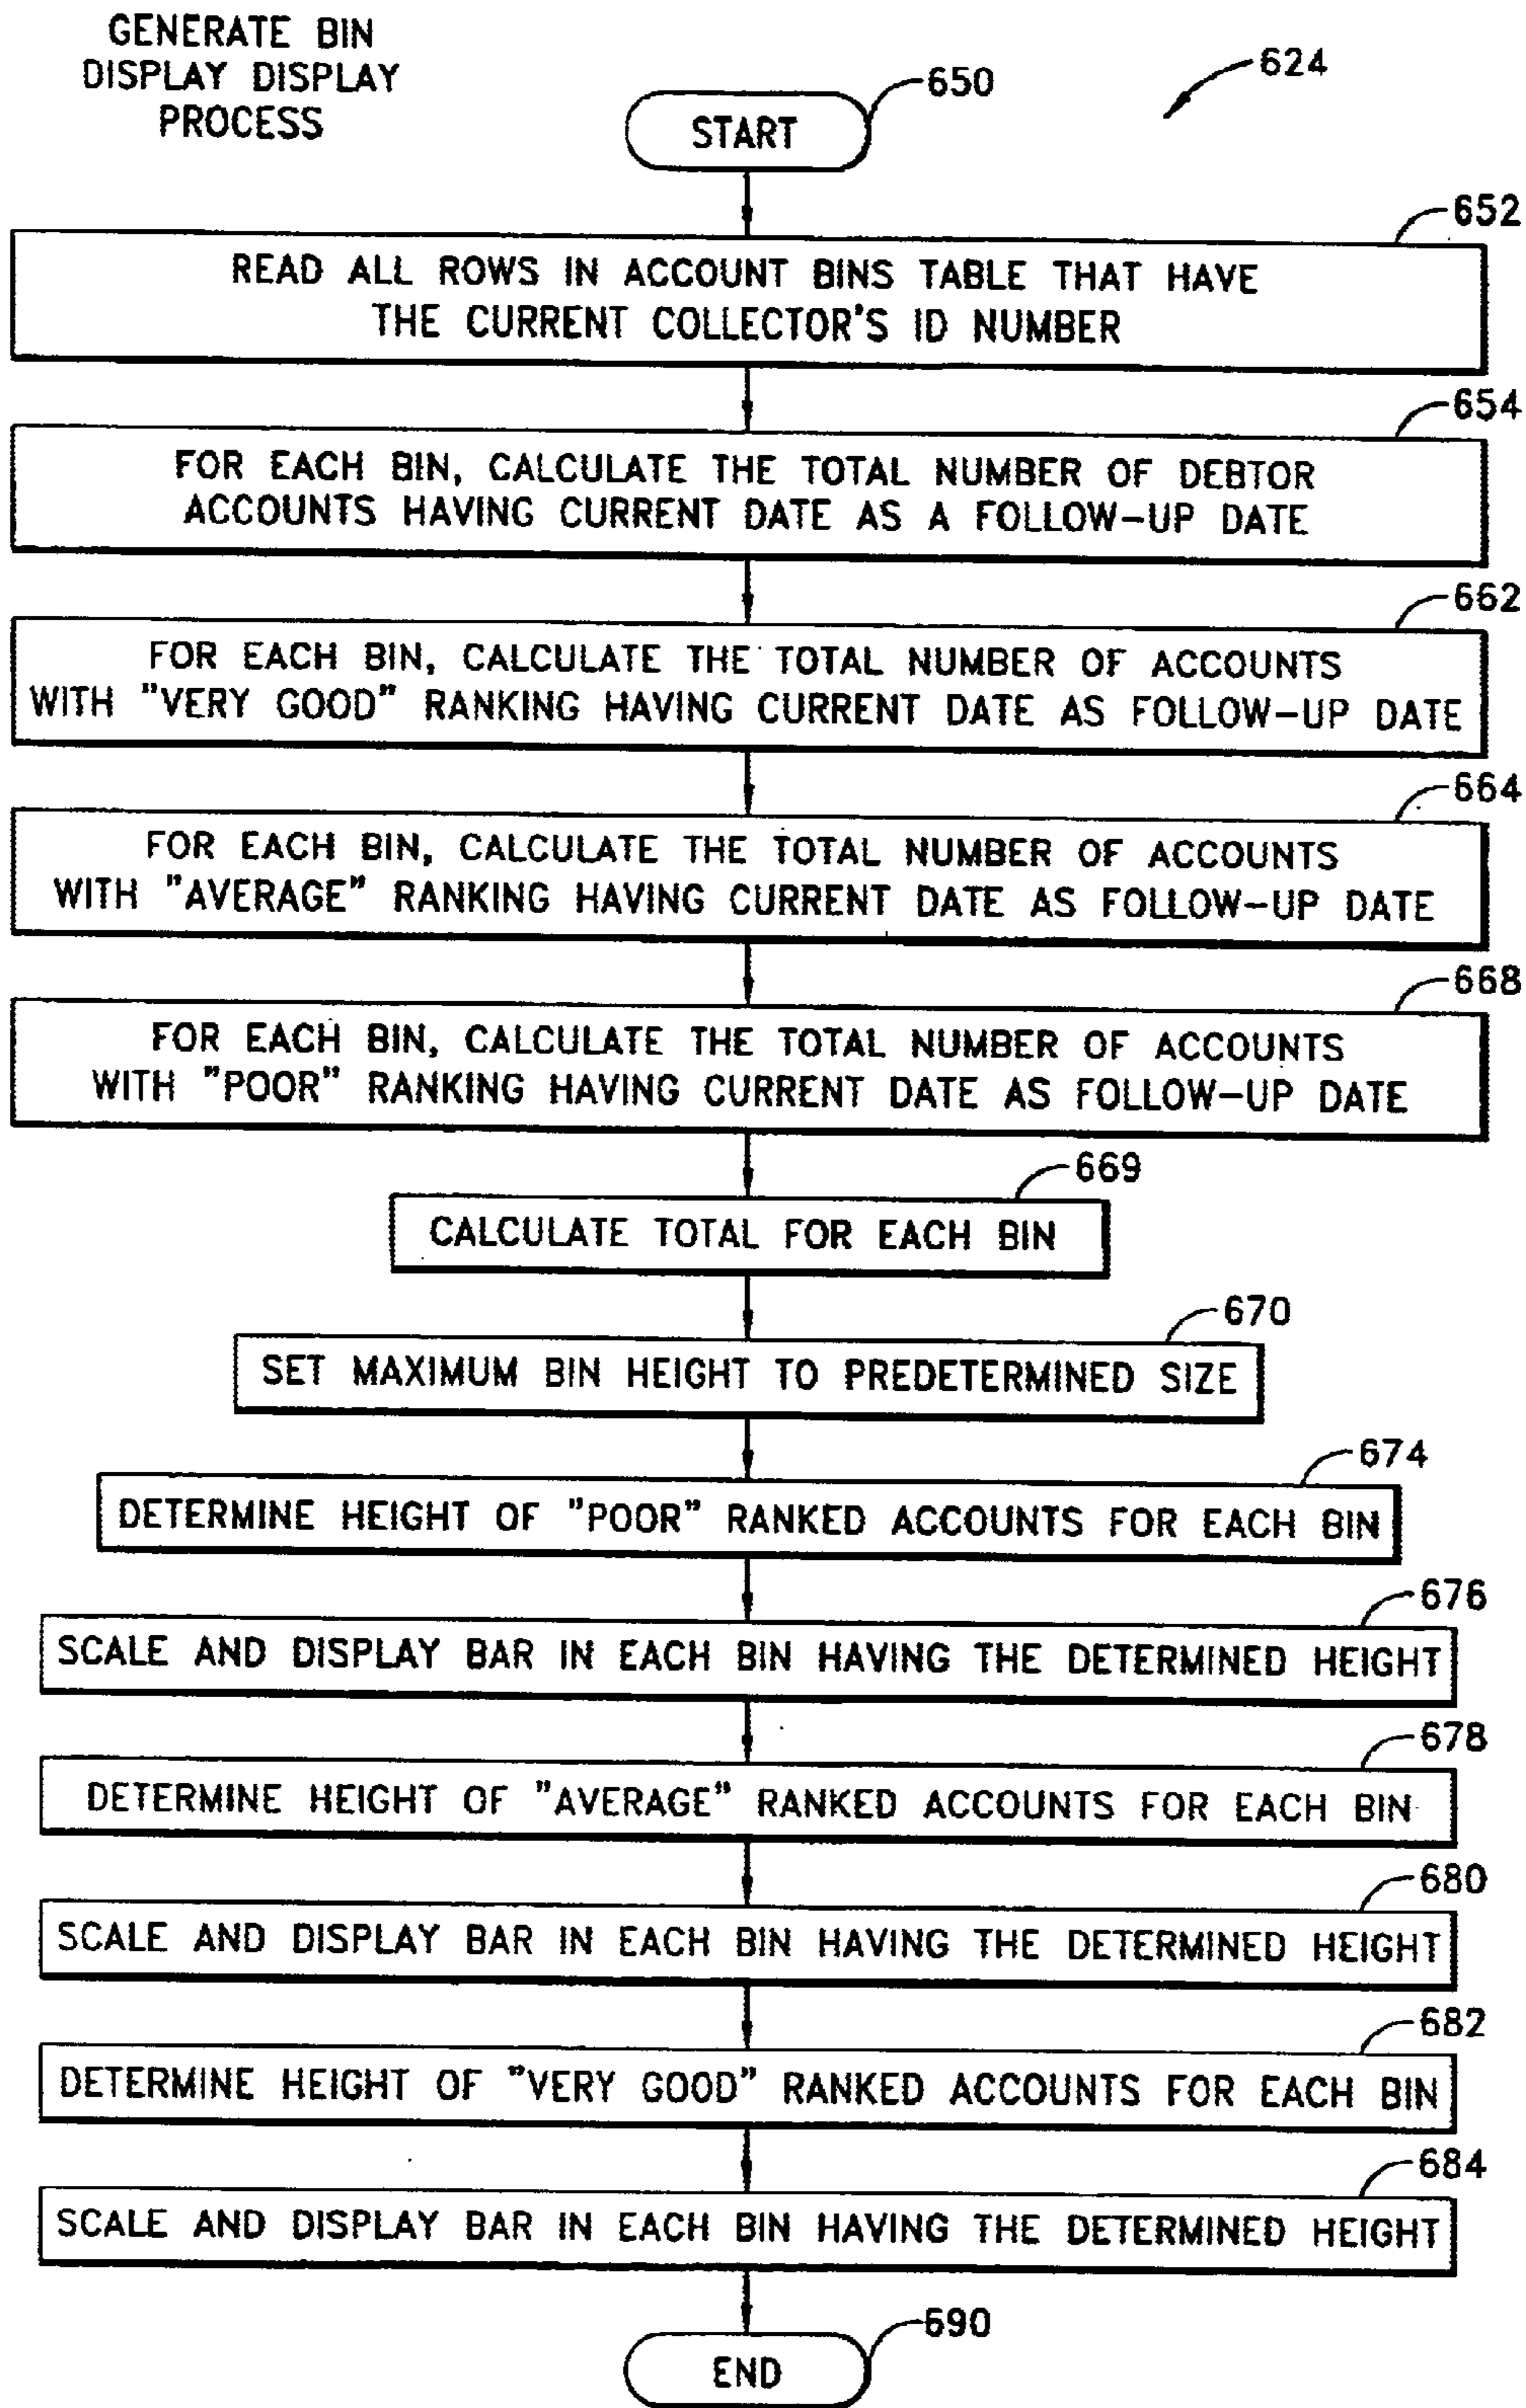 GENERATE BIN
DISPLAY DISPLAY
PROCESS
624
650
START
652
READ ALL ROWS IN ACCOUNT BINS TABLE THAT HAVE
THE CURRENT COLLECTOR'S ID NUMBER
654
FOR EACH BIN, CALCULATE THE TOTAL NUMBER OF DEBTOR
ACCOUNTS HAVING CURRENT DATE AS A FOLLOW-UP DATE
662
FOR EACH BIN, CALCULATE THE TOTAL NUMBER OF ACCOUNTS
WITH "VERY GOOD" RANKING HAVING CURRENT DATE AS FOLLOW-UP DATE
664
FOR EACH BIN, CALCULATE THE TOTAL NUMBER OF ACCOUNTS
WITH "AVERAGE" RANKING HAVING CURRENT DATE AS FOLLOW-UP DATE
668
FOR EACH BIN, CALCULATE THE TOTAL NUMBER OF ACCOUNTS
WITH "POOR" RANKING HAVING CURRENT DATE AS FOLLOW-UP DATE
669
CALCULATE TOTAL FOR EACH BIN
670
SET MAXIMUM BIN HEIGHT TO PREDETERMINED SIZE
674
DETERMINE HEIGHT OF "POOR" RANKED ACCOUNTS FOR EACH BIN
676
SCALE AND DISPLAY BAR IN EACH BIN HAVING THE DETERMINED HEIGHT
678
DETERMINE HEIGHT OF "AVERAGE" RANKED ACCOUNTS FOR EACH BIN
680
SCALE AND DISPLAY BAR IN EACH BIN HAVING THE DETERMINED HEIGHT
682
DETERMINE HEIGHT OF "VERY GOOD" RANKED ACCOUNTS FOR EACH BIN
684
SCALE AND DISPLAY BAR IN EACH BIN HAVING THE DETERMINED HEIGHT
690
END